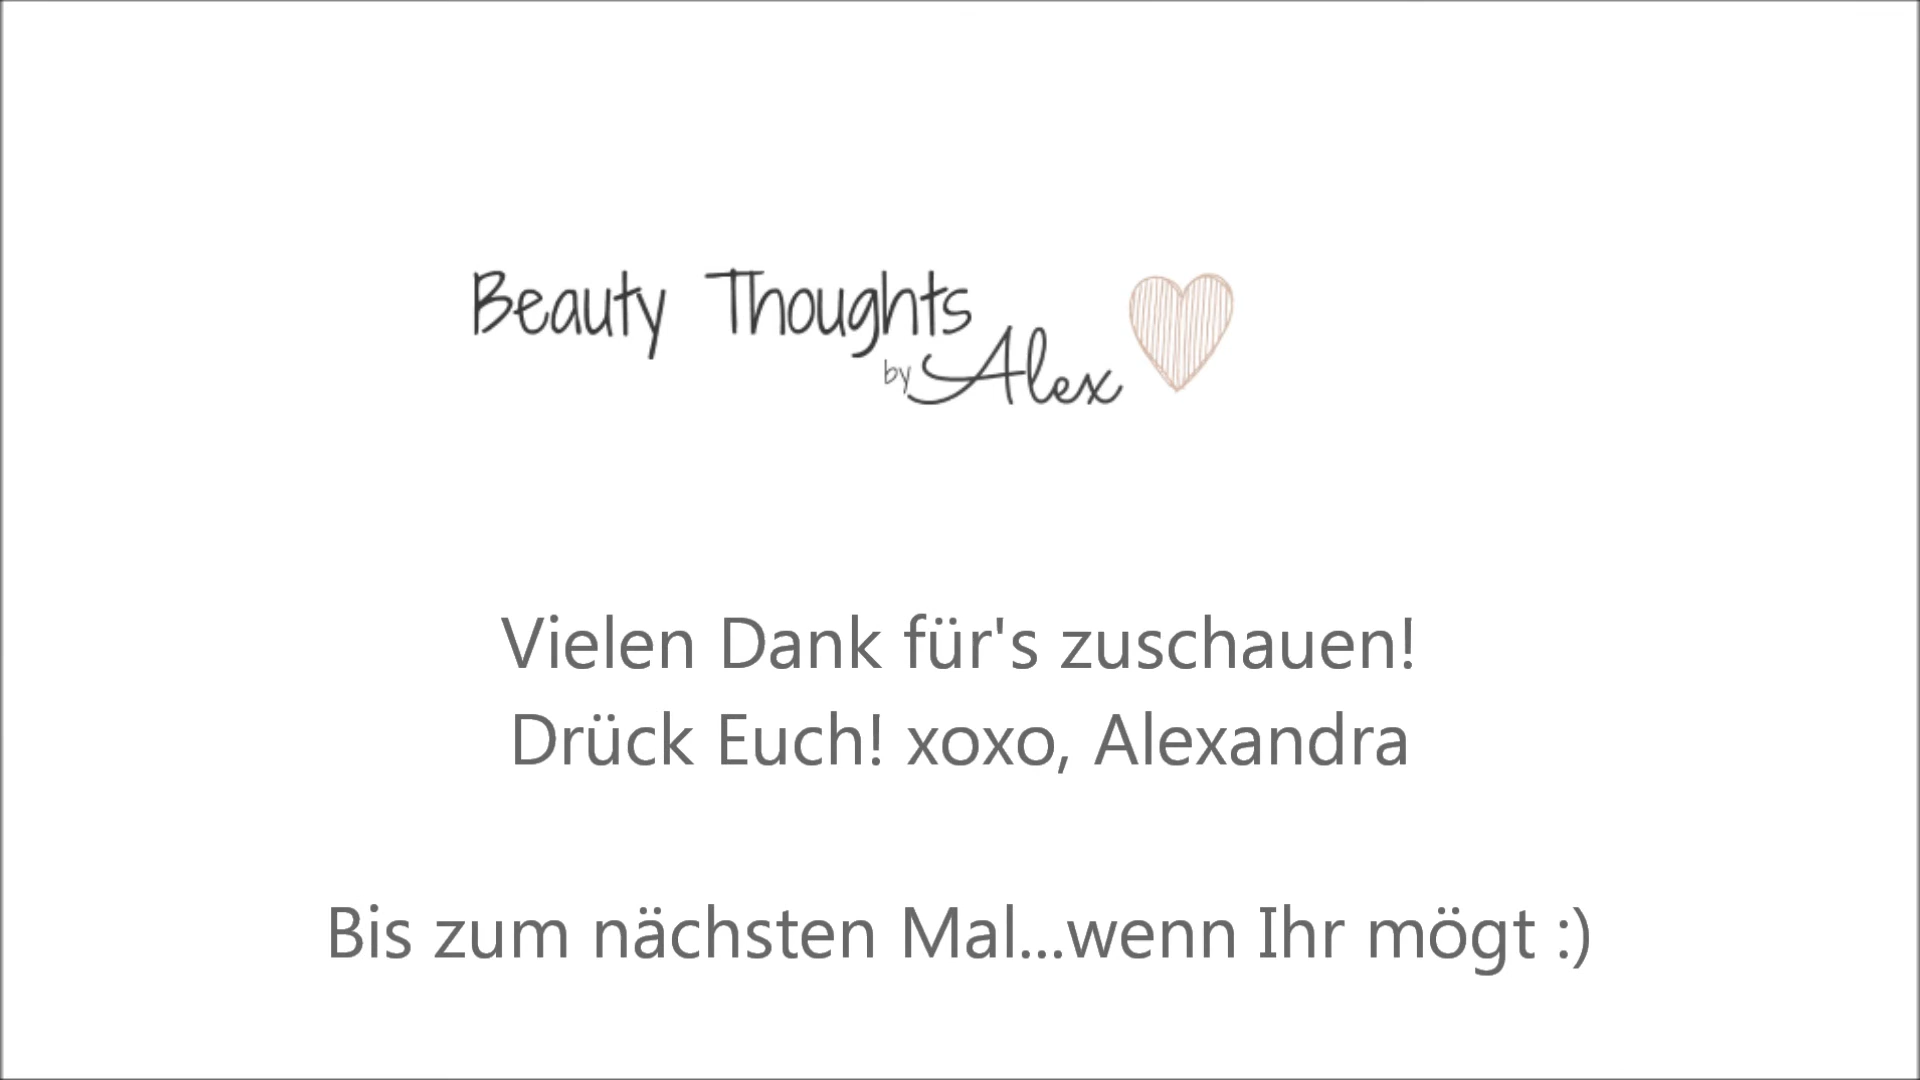 Beauty Thoughts
by Alex
Vielen Dank für's zuschauen!
Drück Euch! xoxo, Alexandra
Bis zum nächsten Mal...wenn Ihr mögt :)